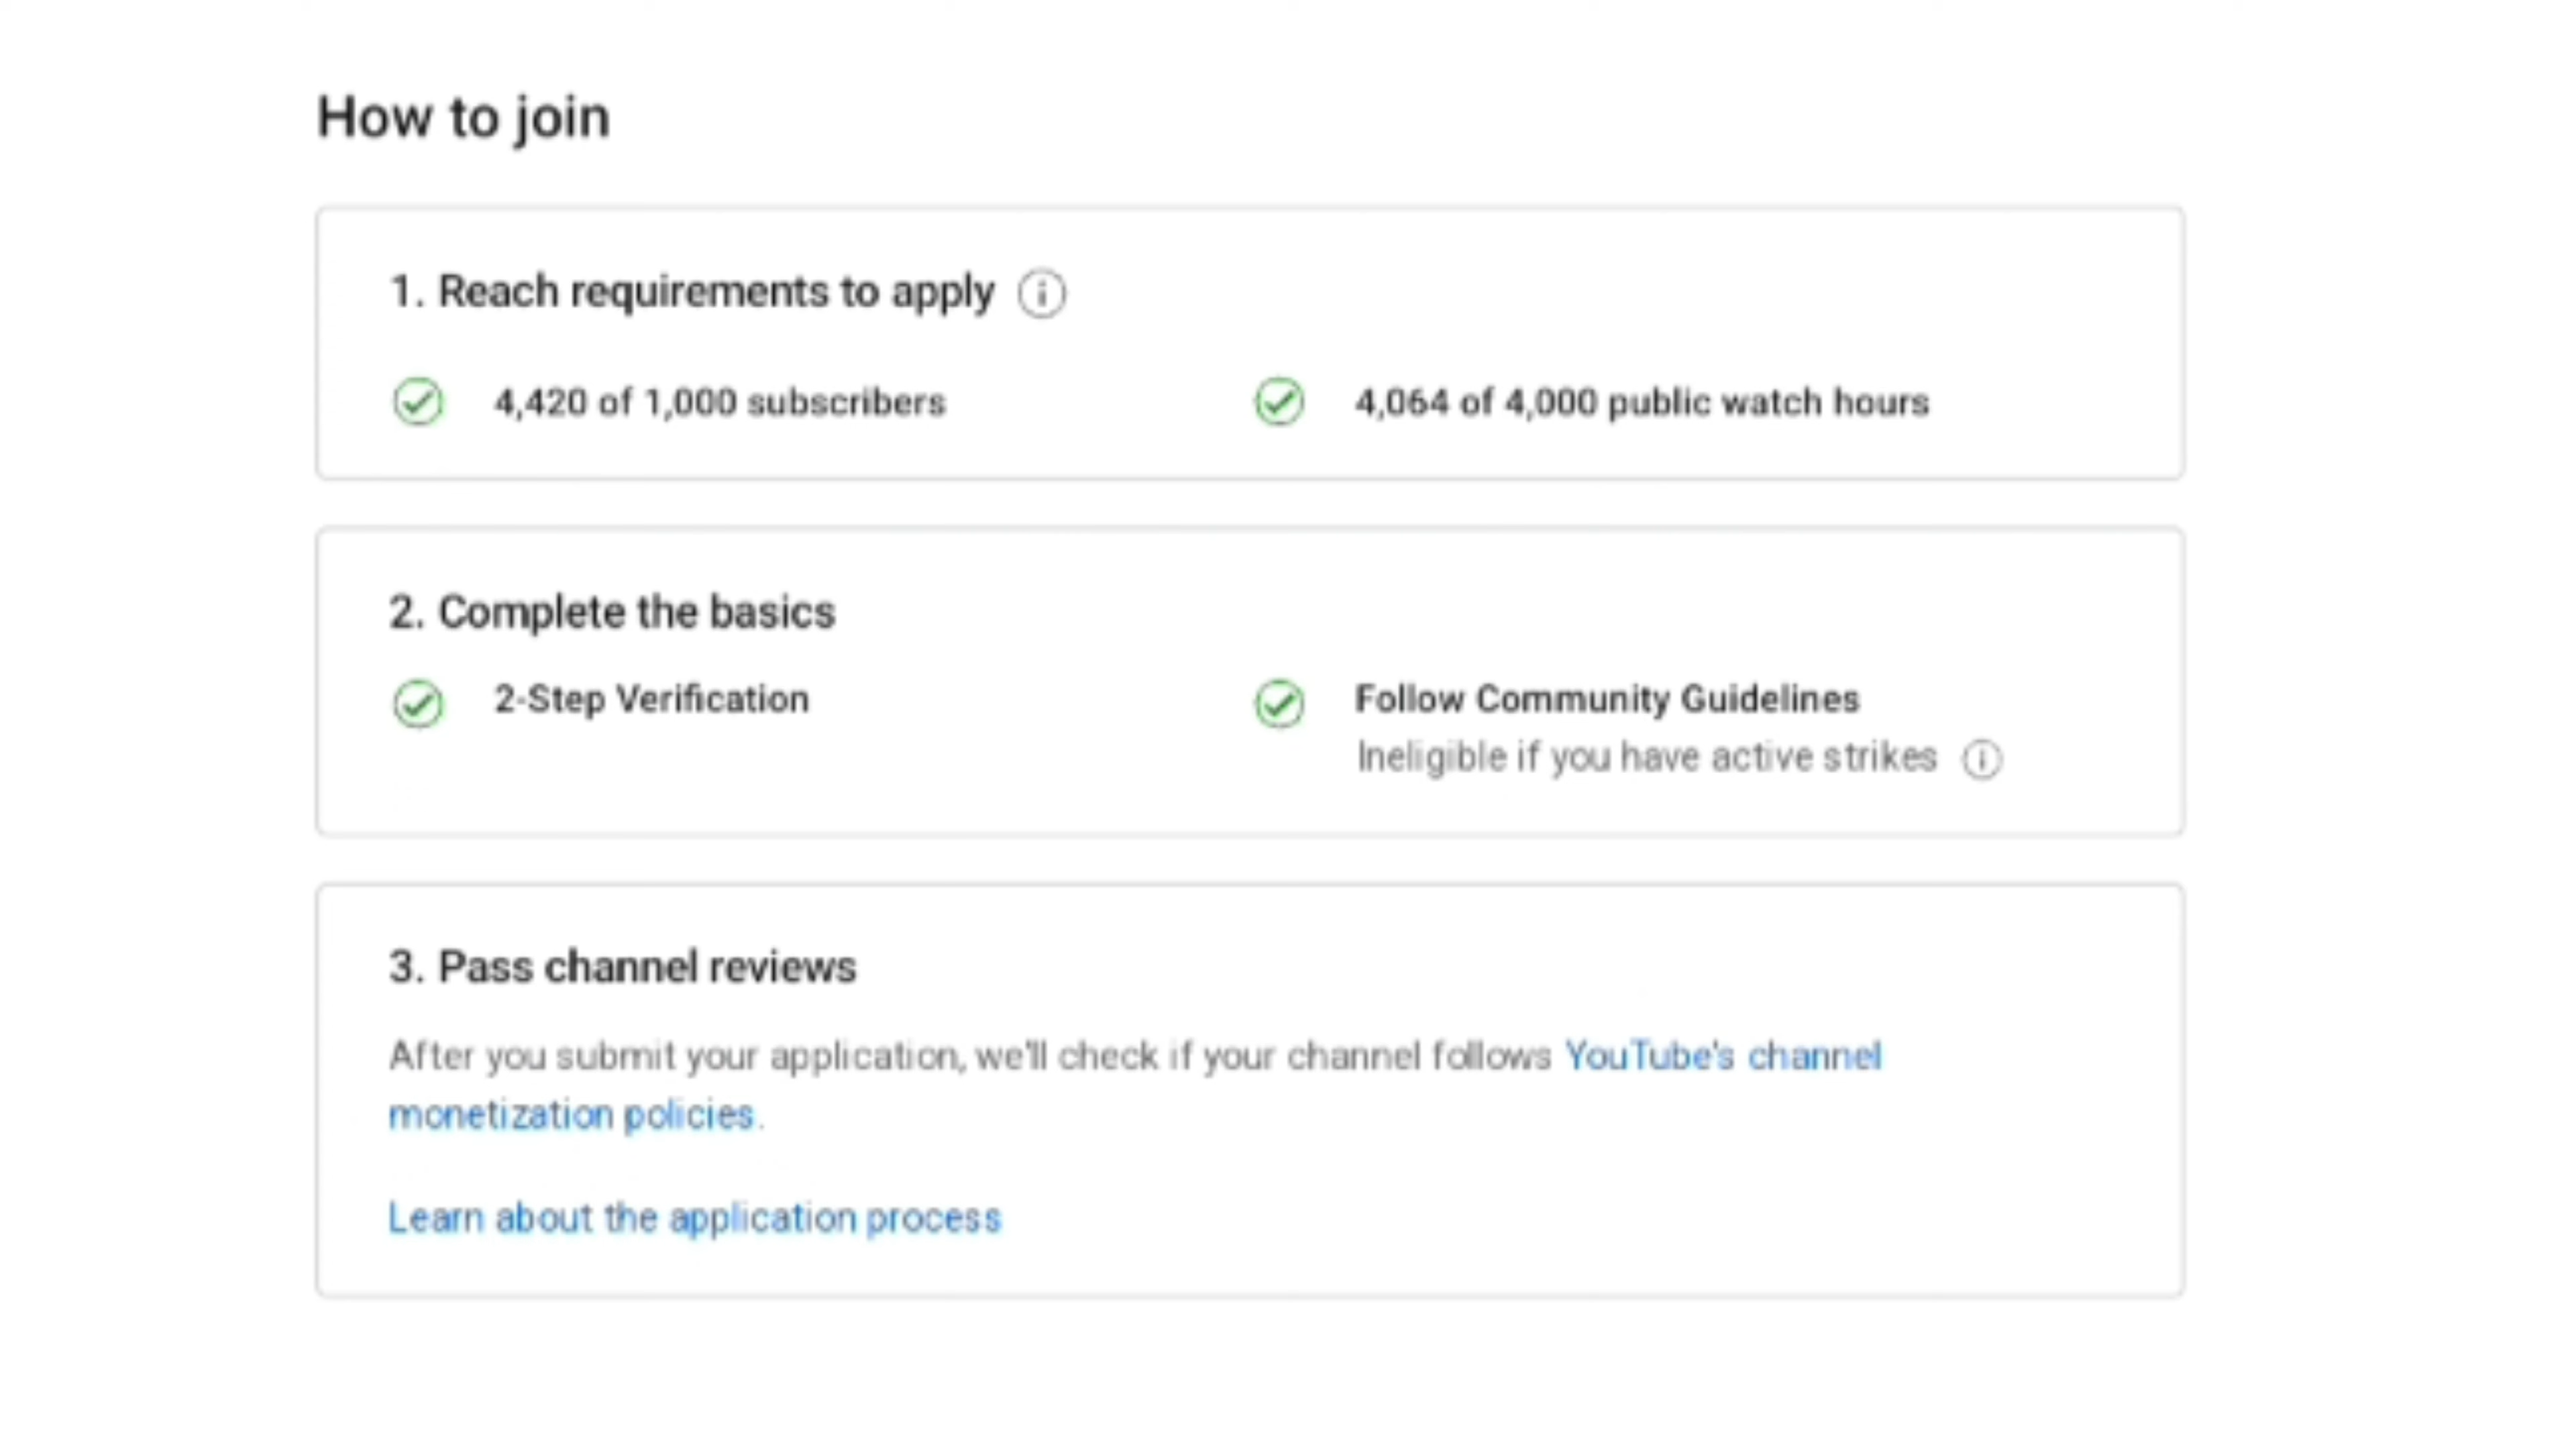 How to join
1. Reach requirements to apply
4,420 of 1,000 subscribers
4,064 of 4,000 public watch hours
2. Complete the basics
2-Step Verification
Follow Community Guidelines
Ineligible if you have active strikes
3. Pass channel reviews
After you submit your application, we'll check if your channel follows YouTube's channel
monetization policies.
Learn about the application process